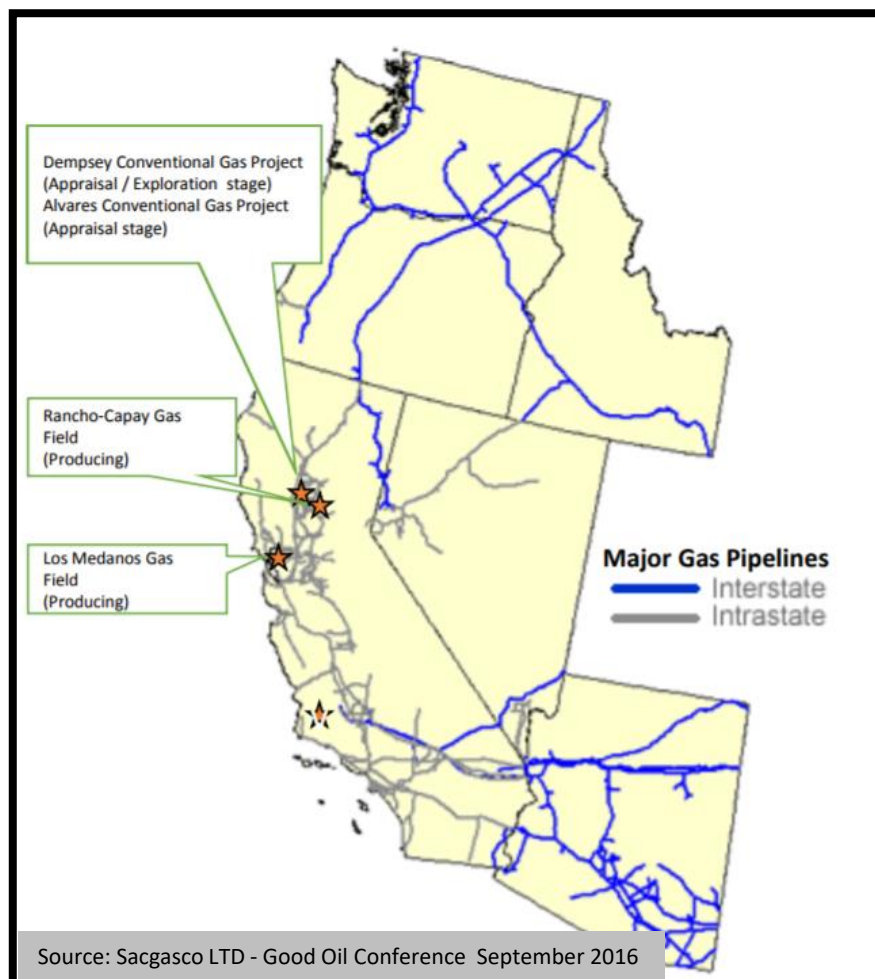 Dempsey Conventional Gas Project
(Appraisal / Exploration stage)
Alvares Conventional Gas Project
(Appraisal stage)
Rancho-Capay Gas
Field
(Producing)
Los Medanos Gas
Field
(Producing)
Major Gas Pipelines
Interstate
Intrastate
Source: Sacgasco LTD - Good Oil Conference September 2016